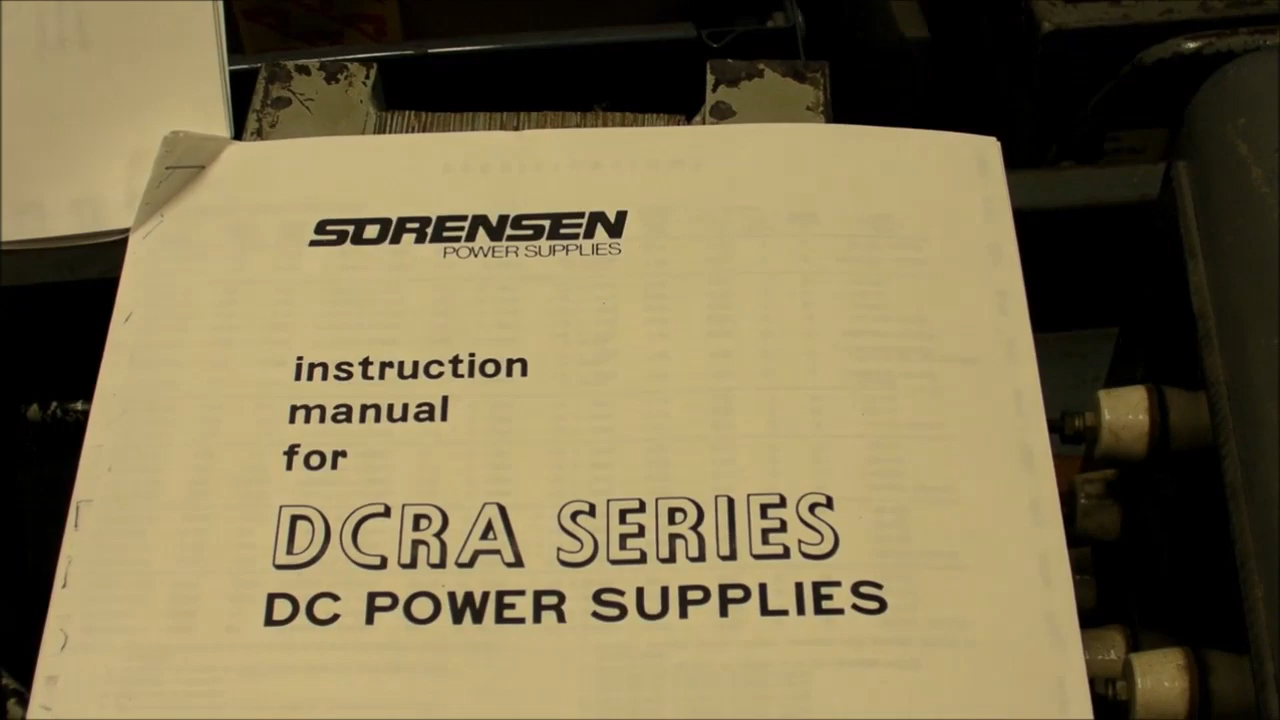 SORENSEN
POWER SUPPLIES
instruction
manual
for
DCRA SERIES
DC POWER SUPPLIES